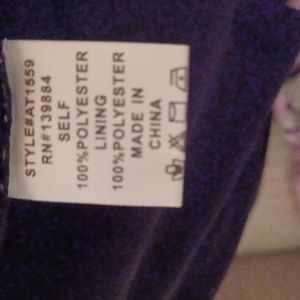 STYLE#AT1559
RN#139884
SELF
100%POLYESTER
LINING
100%POLYESTER
MADE IN
CHINA